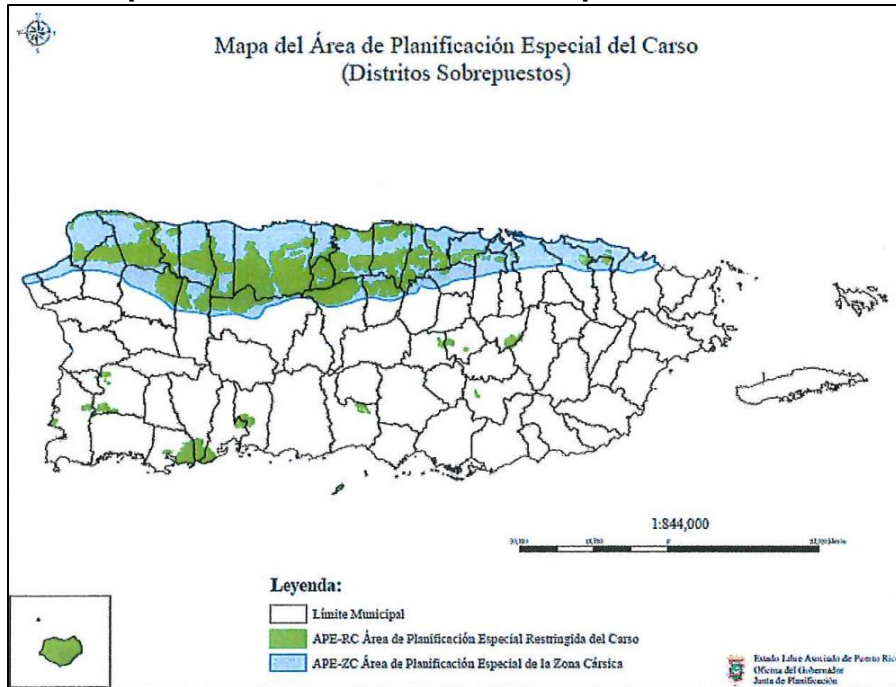 Mapa del Área de Planificación Especial del Carso
(Distritos Sobrepuestos)
1:844,000
Leyenda:
Límite Municipal
APE-RC Área de Planificación Especial Restringida del Carso
APE-ZC Área de Planificación Especial de la Zona Cársica
Estado Libre Asociado de Puerto Rico
Oficina del Gobernador
Junta de Planificación